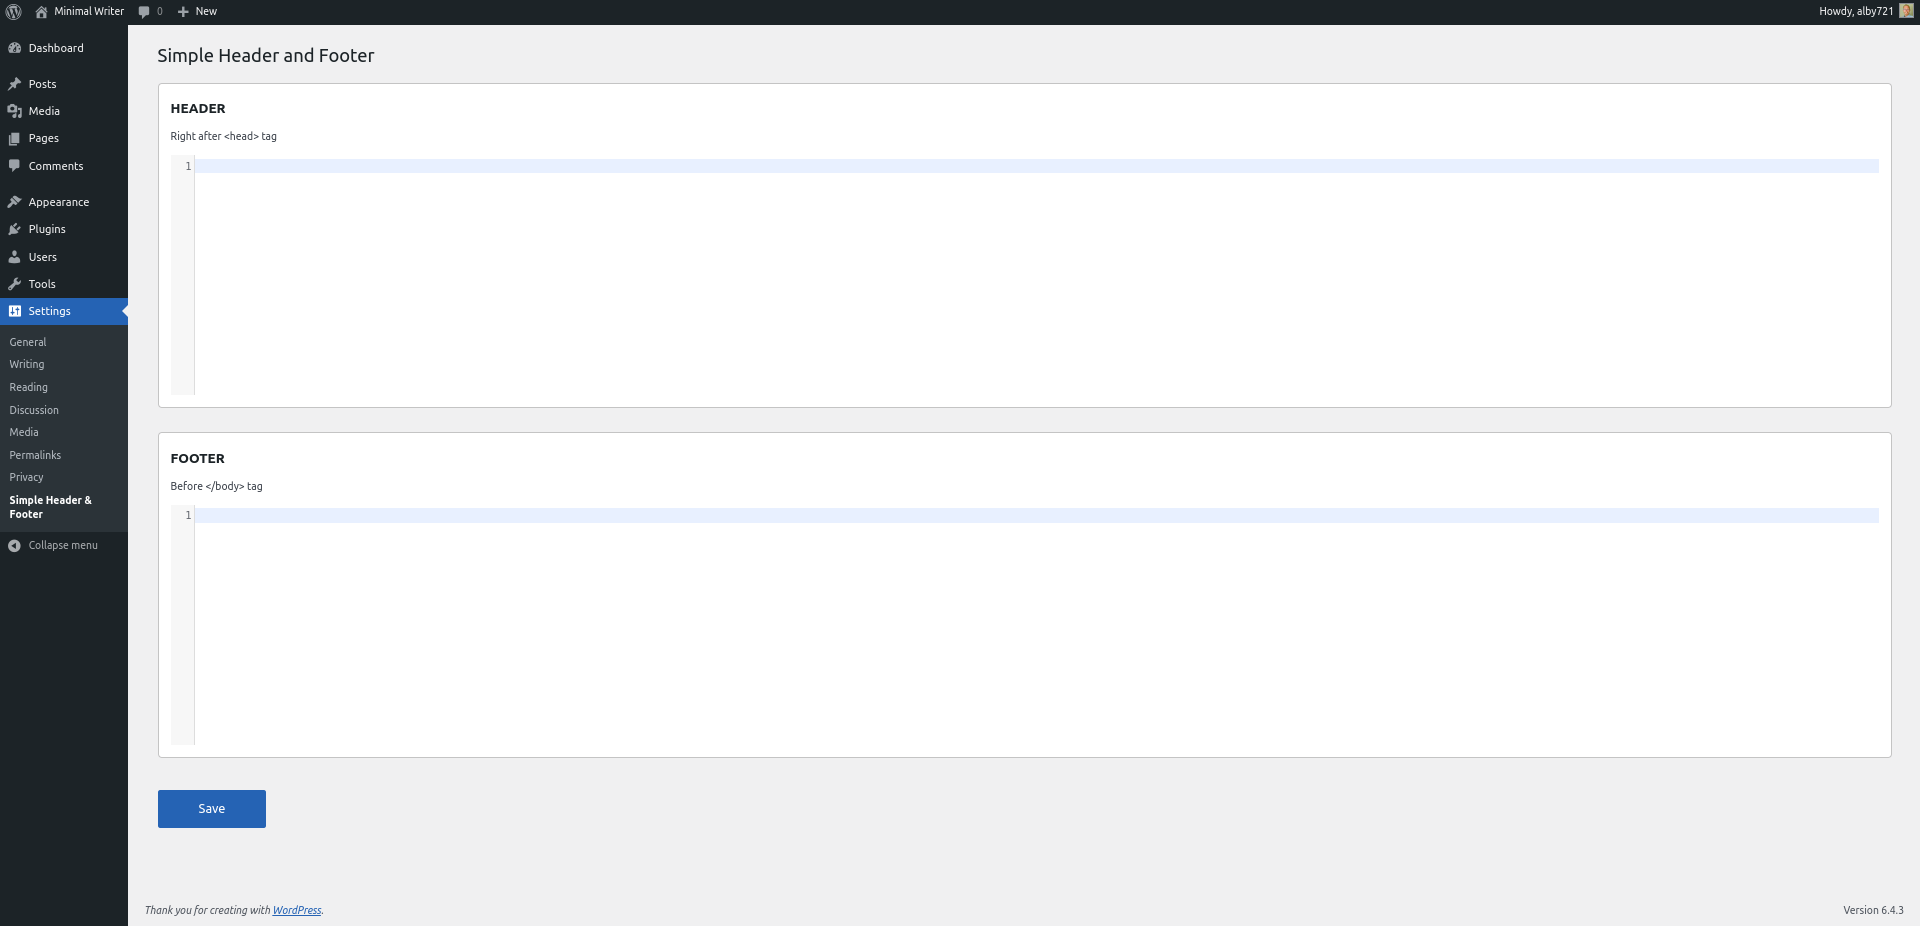 Minimal Writer 0 New Howdy, alby721
Dashboard
Posts
Media
Pages
Comments
Appearance
Plugins
Users
Tools
Settings
General
Writing
Reading
Discussion
Media
Permalinks
Privacy
Simple Header &
Footer
Collapse menu
Simple Header and Footer
HEADER
Right after <head> tag
1
FOOTER
Before </body> tag
1
Save
Thank you for creating with WordPress.
Version 6.4.3